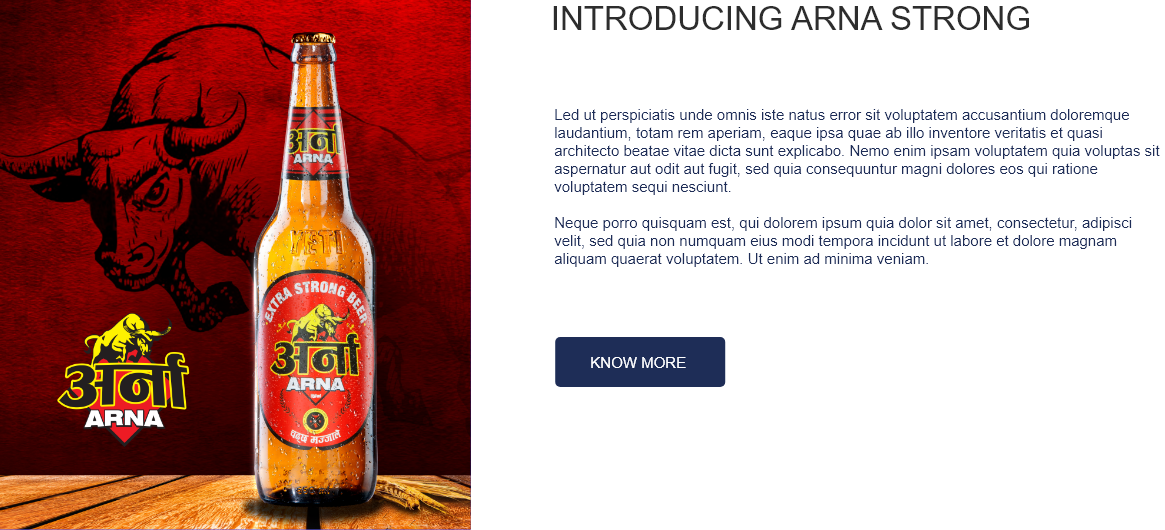 INTRODUCING ARNA STRONG
अर्ना
ARNA
YETI
EXTRA STRONG BEER
अर्ना
ARNA
चढ्छ मज्जाले
अर्ना
ARNA
Led ut perspiciatis unde omnis iste natus error sit voluptatem accusantium doloremque
laudantium, totam rem aperiam, eaque ipsa quae ab illo inventore veritatis et quasi
architecto beatae vitae dicta sunt explicabo. Nemo enim ipsam voluptatem quia voluptas sit
aspernatur aut odit aut fugit, sed quia consequuntur magni dolores eos qui ratione
voluptatem sequi nesciunt.
Neque porro quisquam est, qui dolorem ipsum quia dolor sit amet, consectetur, adipisci
velit, sed quia non numquam eius modi tempora incidunt ut labore et dolore magnam
aliquam quaerat voluptatem. Ut enim ad minima veniam.
KNOW MORE